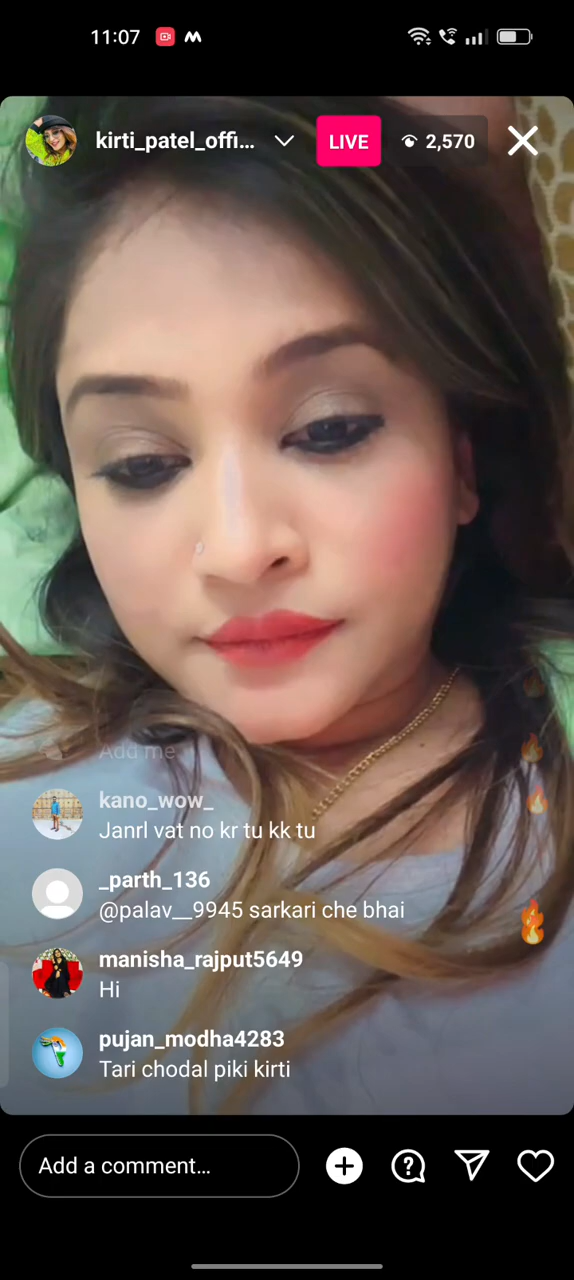 11:07
kirti_patel_offi...
LIVE
2,570
Add me
kano_wow_
Janrl vat no kr tu kk tu
_parth_136
@palav__9945 sarkari che bhai
manisha_rajput5649
Hi
pujan_modha4283
Tari chodal piki kirti
Add a comment...